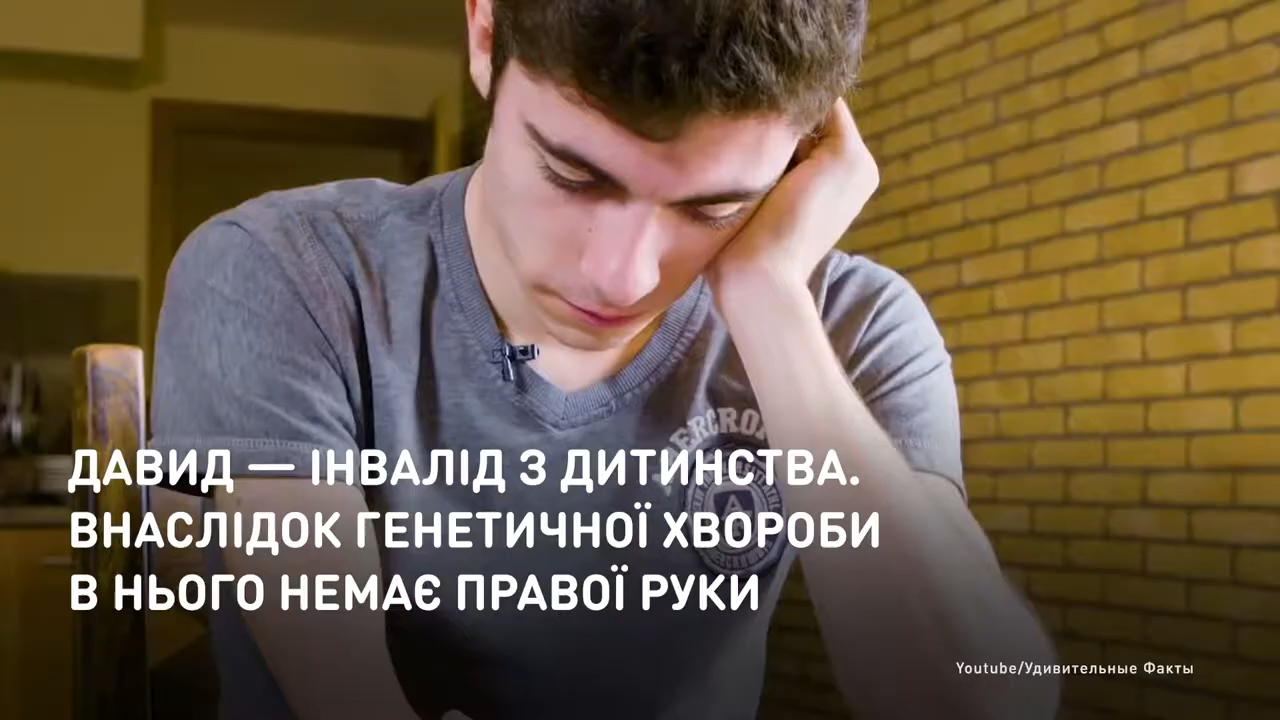 ДАВИД — ІНВАЛІД З ДИТИНСТВА.
ВНАСЛІДОК ГЕНЕТИЧНОЇ ХВОРОБИ
В НЬОГО НЕМАЄ ПРАВОЇ РУКИ
Youtube/Удивительные Факты